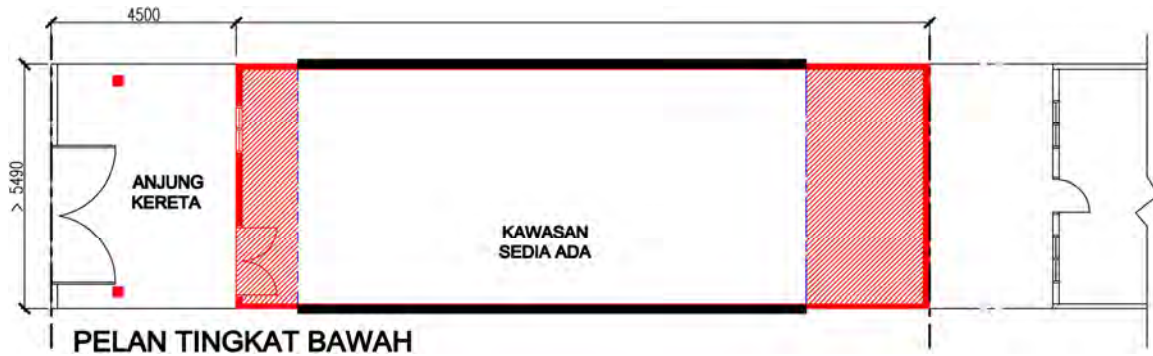 4500
> 5490
ANJUNG
KERETA
KAWASAN
SEDIA ADA
PELAN TINGKAT BAWAH